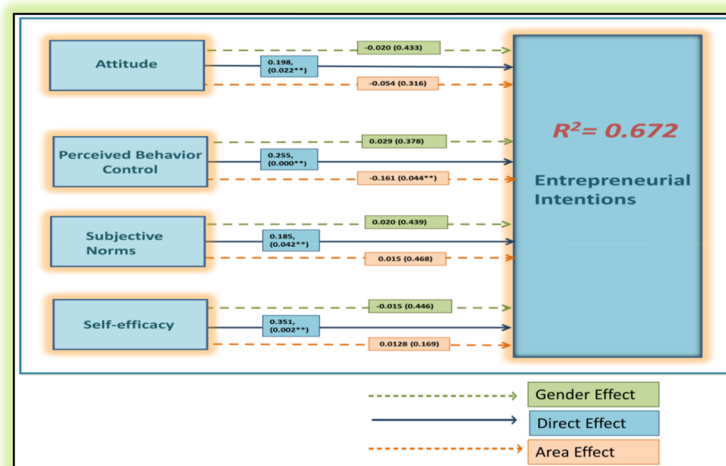 Attitude
-0.020 (0.433)
0.198,
(0.022**)
-0.054 (0.316)
Perceived Behavior
Control
0.029 (0.378)
0.255,
(0.000**)
-0.161 (0.044**)
Subjective
Norms
0.020 (0.439)
0.185,
(0.042**)
0.015 (0.468)
Self-efficacy
-0.015 (0.446)
0.351,
(0.002**)
0.0128 (0.169)
R²= 0.672
Entrepreneurial
Intentions
Gender Effect
Direct Effect
Area Effect